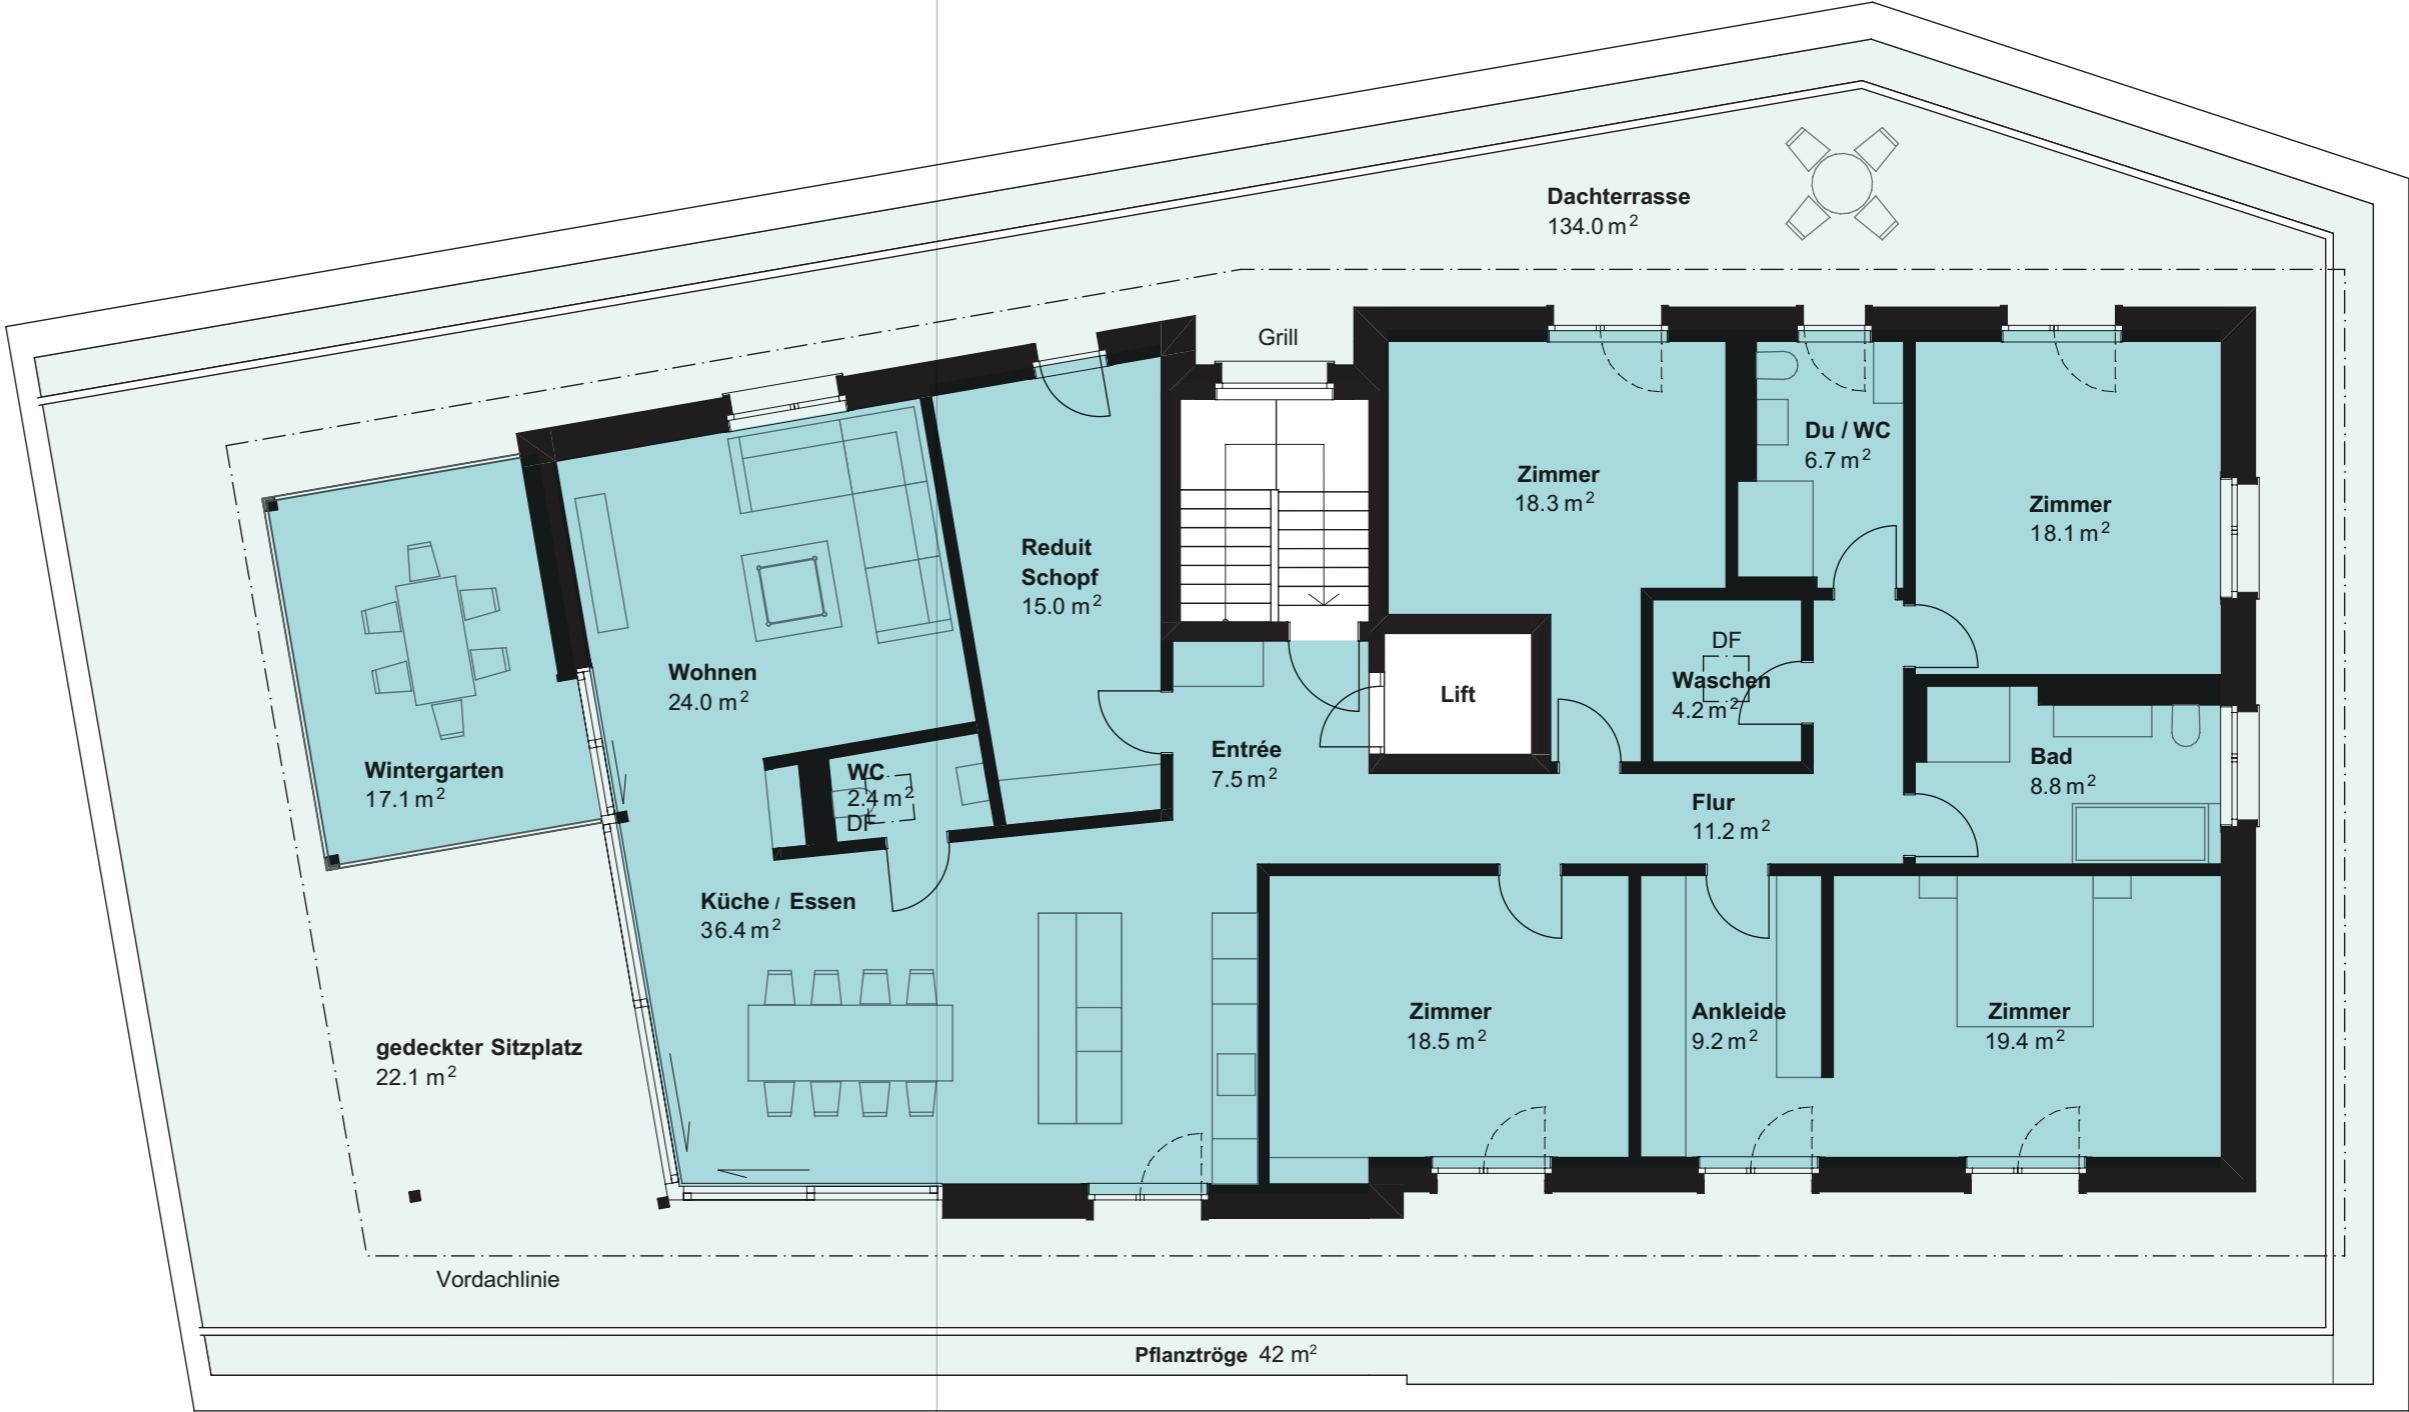 Dachterrasse
134.0 m²
Grill
Du / WC
6.7 m²
Zimmer
18.3 m²
Zimmer
18.1 m²
Reduit
Schopf
15.0 m²
Wohnen
24.0 m²
DF
Waschen
4.2 m²
Lift
Entrée
7.5 m²
Wintergarten
17.1 m²
WC
2.4 m²
DF
Bad
8.8 m²
Flur
11.2 m²
Küche / Essen
36.4 m²
gedeckter Sitzplatz
22.1 m²
Zimmer
18.5 m²
Ankleide
9.2 m²
Zimmer
19.4 m²
Vordachlinie
Pflanztröge 42 m²